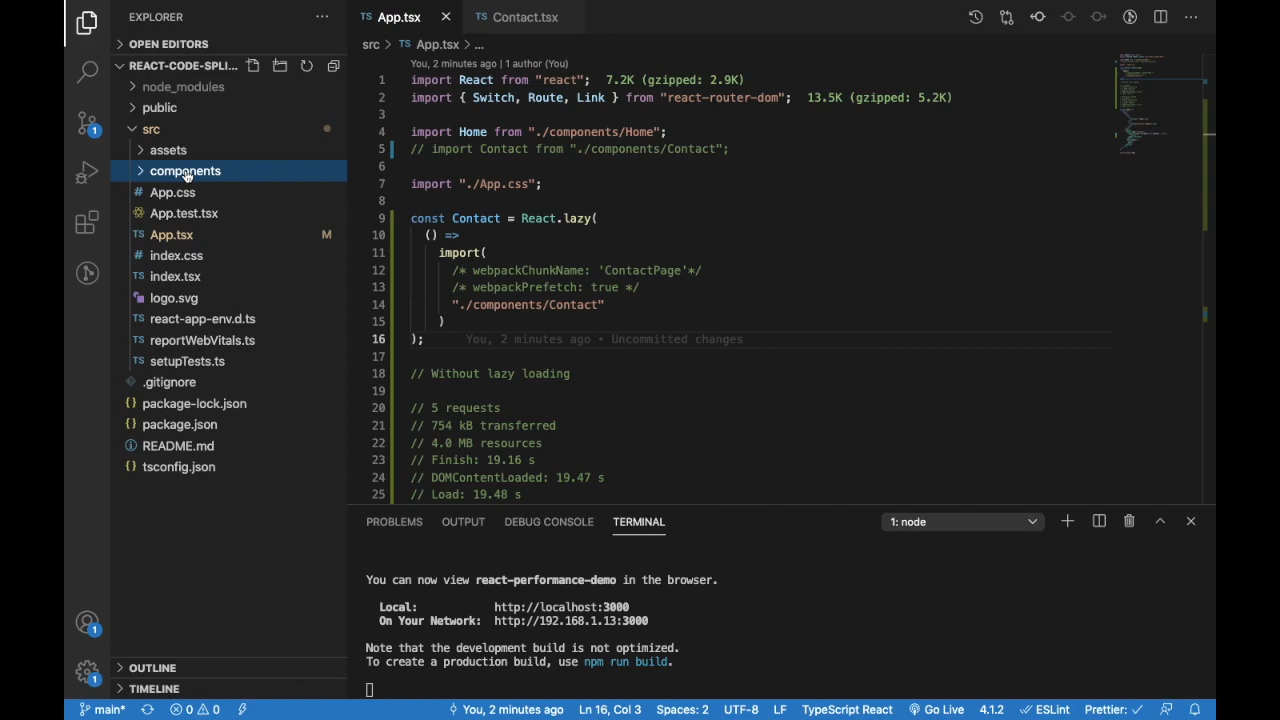 EXPLORER
OPEN EDITORS
REACT-CODE-SPLI...
node_modules
public
src
assets
components
# App.css
App.test.tsx
TS App.tsx M
# index.css
TS index.tsx
logo.svg
TS react-app-env.d.ts
TS reportWebVitals.ts
TS setupTests.ts
.gitignore
{} package-lock.json
{} package.json
README.md
{} tsconfig.json
OUTLINE
TIMELINE
1
1
1
TS App.tsx
TS Contact.tsx
src > TS App.tsx > ...
You, 2 minutes ago | 1 author (You)
1 import React from "react"; 7.2K (gzipped: 2.9K)
2 import { Switch, Route, Link } from "react-router-dom"; 13.5K (gzipped: 5.2K)
3
4 import Home from "./components/Home";
5 // import Contact from "./components/Contact";
6
7 import "./App.css";
8
9 const Contact = React.lazy(
10 () =>
11 import(
12 /* webpackChunkName: 'ContactPage'*/
13 /* webpackPrefetch: true */
14 "./components/Contact"
15 )
16 ); You, 2 minutes ago • Uncommitted changes
17
18 // Without lazy loading
19
20 // 5 requests
21 // 754 kB transferred
22 // 4.0 MB resources
23 // Finish: 19.16 s
24 // DOMContentLoaded: 19.47 s
25 // Load: 19.48 s
PROBLEMS OUTPUT DEBUG CONSOLE TERMINAL 1: node
You can now view react-performance-demo in the browser.
Local: http://localhost:3000
On Your Network: http://192.168.1.13:3000
Note that the development build is not optimized.
To create a production build, use npm run build.
main* 0 0 You, 2 minutes ago Ln 16, Col 3 Spaces: 2 UTF-8 LF TypeScript React Go Live 4.1.2 ESLint Prettier: ✓